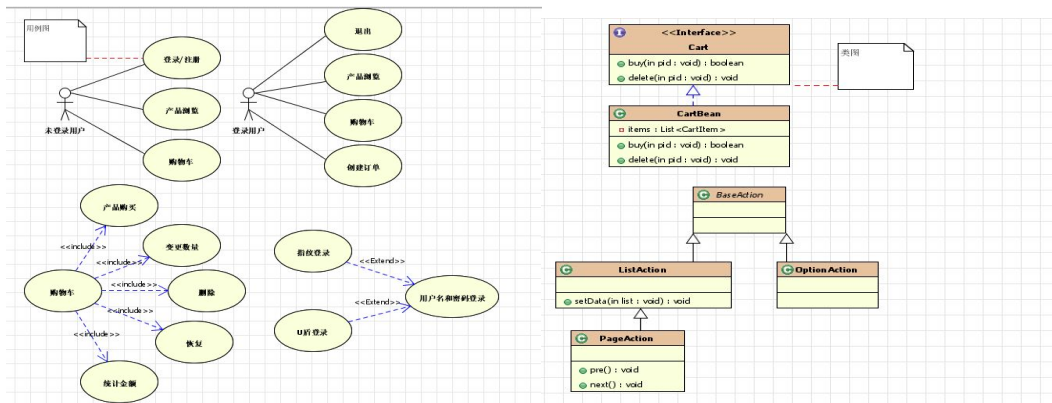 用例图
登录/注册
产品浏览
购物车
未登录用户
退出
产品浏览
购物车
创建订单
登录用户
产品购买
变更数量
删除
恢复
统计金额
购物车
<<include>>
<<include>>
<<include>>
<<include>>
<<include>>
指纹登录
U盾登录
<<Extend>>
<<Extend>>
用户名和密码登录
<<Interface>>
Cart
buy(in pid : void) : boolean
delete(in pid : void) : void
类图
CartBean
items : List<CartItem>
buy(in pid : void) : boolean
delete(in pid : void) : void
BaseAction
ListAction
setData(in list : void) : void
OptionAction
PageAction
pre() : void
next() : void